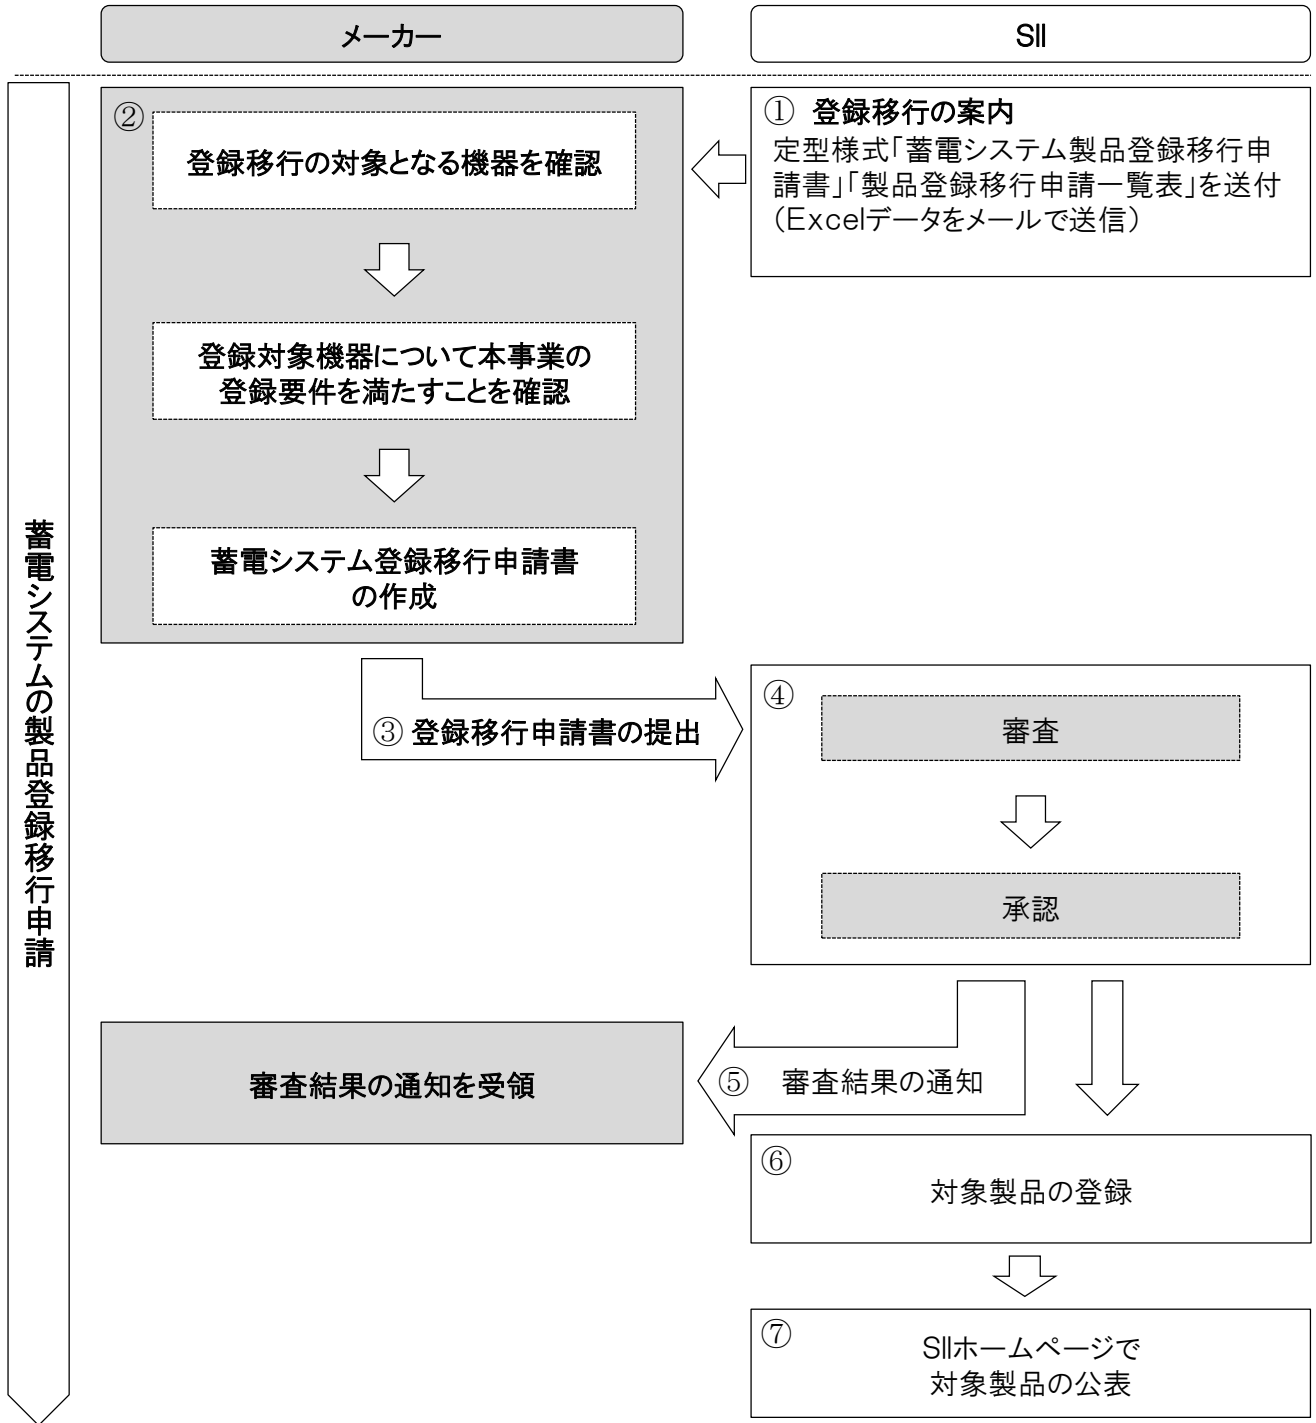 メーカー
SII
① 登録移行の案内
定型様式「蓄電システム製品登録移行申
請書」「製品登録移行申請一覧表」を送付
（Excelデータをメールで送信）
②
登録移行の対象となる機器を確認
登録対象機器について本事業の
登録要件を満たすことを確認
蓄電システム登録移行申請書
の作成
③ 登録移行申請書の提出
④
審査
承認
⑤ 審査結果の通知
審査結果の通知を受領
⑥
対象製品の登録
⑦
SIIホームページで
対象製品の公表
蓄電システムの製品登録移行申請